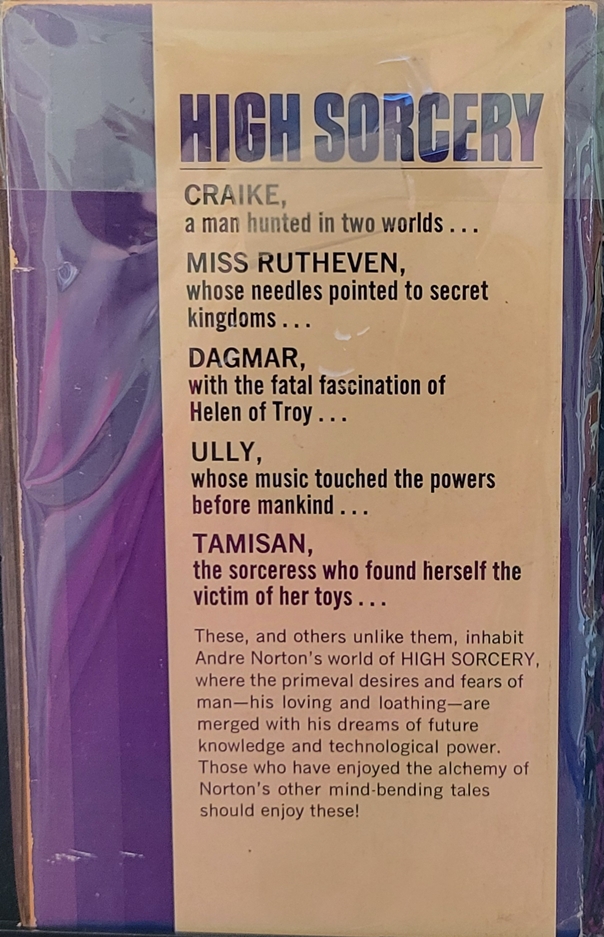 HIGH SORCERY
CRAIKE,
a man hunted in two worlds . . .
MISS RUTHEVEN,
whose needles pointed to secret
kingdoms . . .
DAGMAR,
with the fatal fascination of
Helen of Troy . . .
ULLY,
whose music touched the powers
before mankind . . .
TAMISAN,
the sorceress who found herself the
victim of her toys . . .
These, and others unlike them, inhabit
Andre Norton's world of HIGH SORCERY,
where the primeval desires and fears of
man—his loving and loathing—are
merged with his dreams of future
knowledge and technological power.
Those who have enjoyed the alchemy of
Norton's other mind-bending tales
should enjoy these!